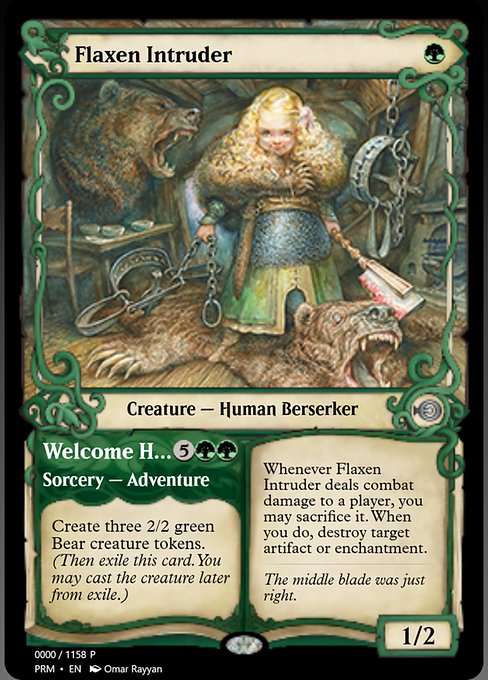 Flaxen Intruder
Creature — Human Berserker
Welcome H... 5
Sorcery — Adventure
Create three 2/2 green
Bear creature tokens.
(Then exile this card. You
may cast the creature later
from exile.)
Whenever Flaxen
Intruder deals combat
damage to a player, you
may sacrifice it. When
you do, destroy target
artifact or enchantment.
The middle blade was just
right.
1/2
0000 / 1158 P
PRM • EN Omar Rayyan